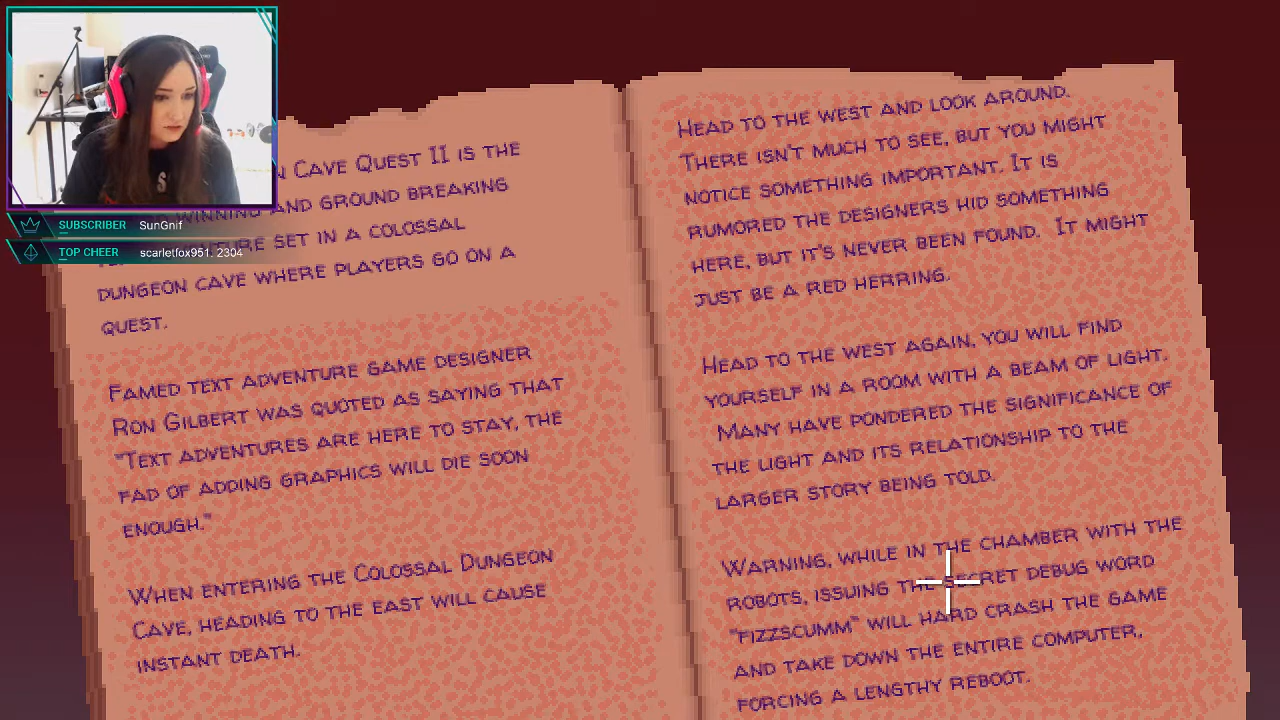 SUBSCRIBER SunGnif
TOP CHEER scarletfox951. 2304
CAVE QUEST II IS THE
WINNING AND GROUND BREAKING
SET IN A COLOSSAL
DUNGEON CAVE WHERE PLAYERS GO ON A
QUEST.
FAMED TEXT ADVENTURE GAME DESIGNER
RON GILBERT WAS QUOTED AS SAYING THAT
"TEXT ADVENTURES ARE HERE TO STAY, THE
FAD OF ADDING GRAPHICS WILL DIE SOON
ENOUGH."
WHEN ENTERING THE COLOSSAL DUNGEON
CAVE, HEADING TO THE EAST WILL CAUSE
INSTANT DEATH.
HEAD TO THE WEST AND LOOK AROUND.
THERE ISN'T MUCH TO SEE, BUT YOU MIGHT
NOTICE SOMETHING IMPORTANT. IT IS
RUMORED THE DESIGNERS HID SOMETHING
HERE, BUT IT'S NEVER BEEN FOUND. IT MIGHT
JUST BE A RED HERRING.
HEAD TO THE WEST AGAIN, YOU WILL FIND
YOURSELF IN A ROOM WITH A BEAM OF LIGHT.
MANY HAVE PONDERED THE SIGNIFICANCE OF
THE LIGHT AND ITS RELATIONSHIP TO THE
LARGER STORY BEING TOLD.
WARNING, WHILE IN THE CHAMBER WITH THE
ROBOTS, ISSUING THE SECRET DEBUG WORD
"FIZZSCUMM" WILL HARD CRASH THE GAME
AND TAKE DOWN THE ENTIRE COMPUTER,
FORCING A LENGTHY REBOOT.